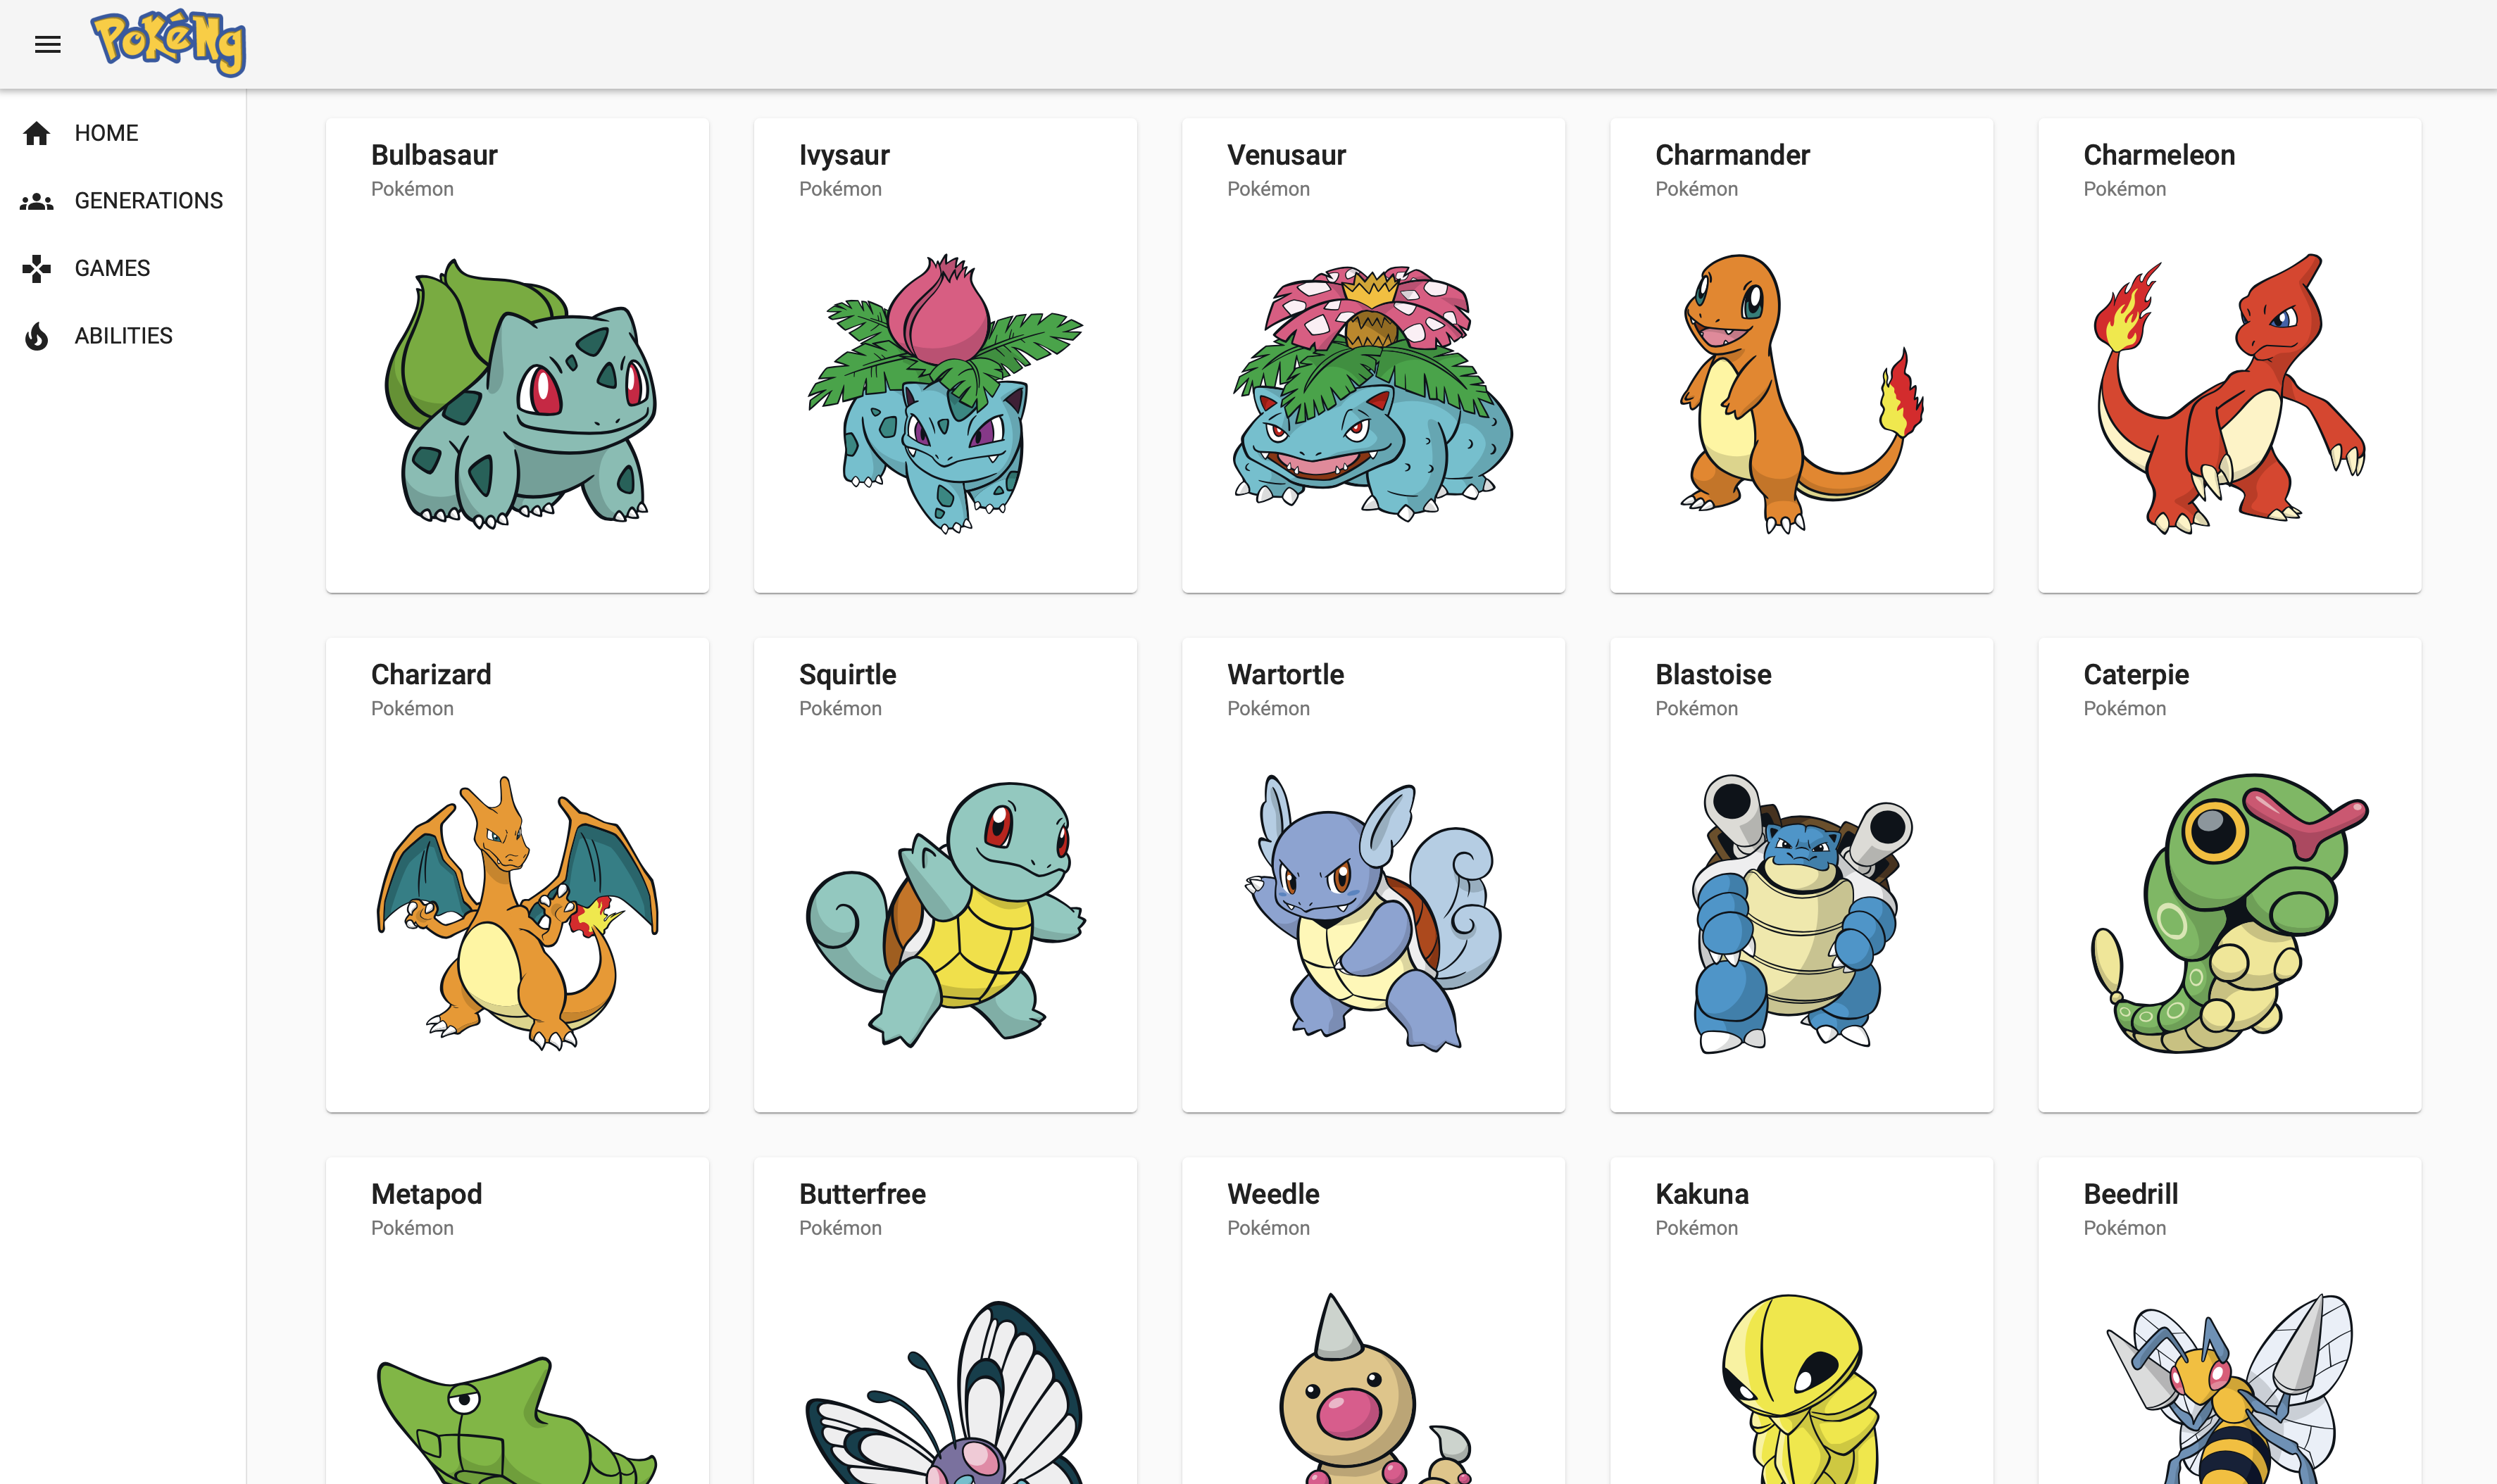 PokéNg
HOME
GENERATIONS
GAMES
ABILITIES
Bulbasaur
Pokémon
Ivysaur
Pokémon
Venusaur
Pokémon
Charmander
Pokémon
Charmeleon
Pokémon
Charizard
Pokémon
Squirtle
Pokémon
Wartortle
Pokémon
Blastoise
Pokémon
Caterpie
Pokémon
Metapod
Pokémon
Butterfree
Pokémon
Weedle
Pokémon
Kakuna
Pokémon
Beedrill
Pokémon